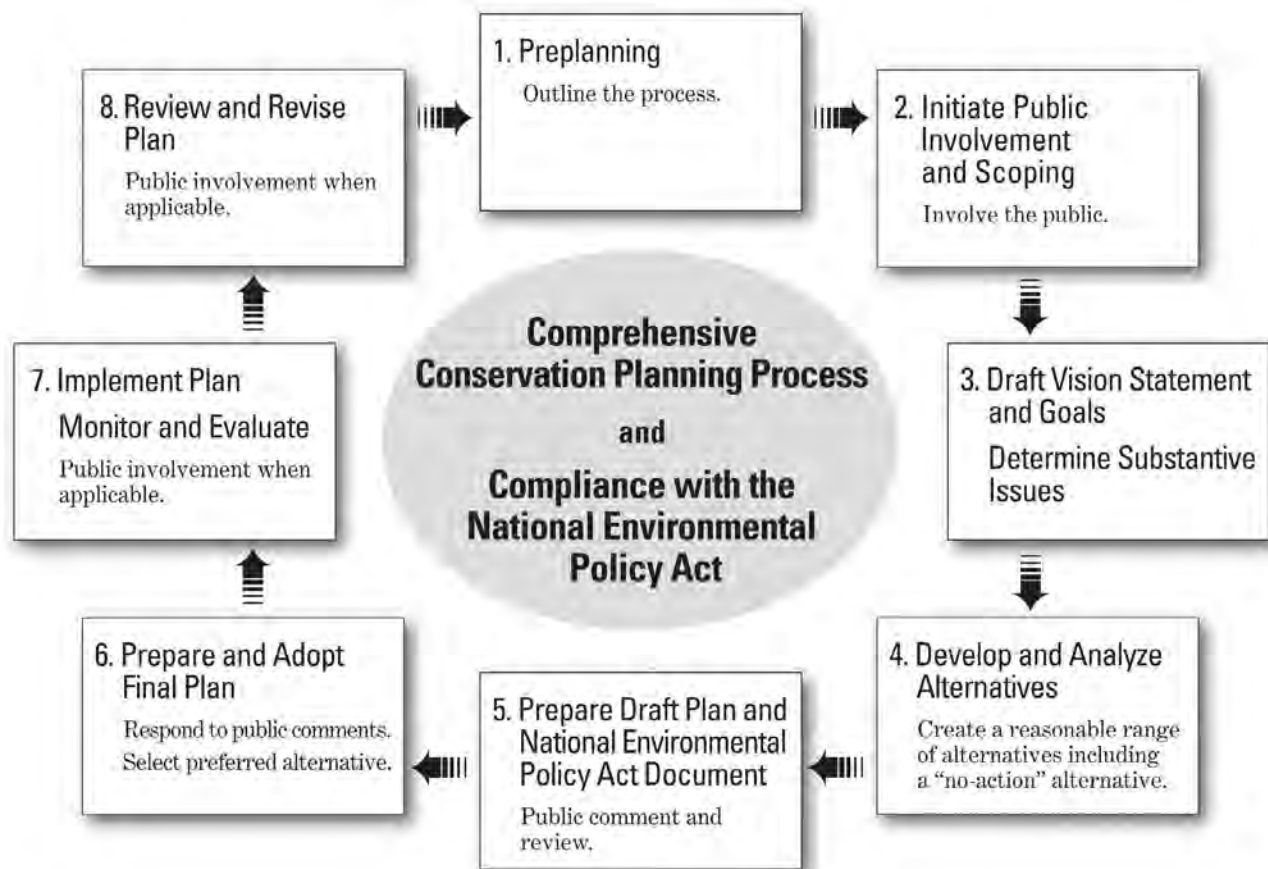 1. Preplanning
Outline the process.
2. Initiate Public
Involvement
and Scoping
Involve the public.
3. Draft Vision Statement
and Goals
Determine Substantive
Issues
4. Develop and Analyze
Alternatives
Create a reasonable range
of alternatives including
a “no-action” alternative.
5. Prepare Draft Plan and
National Environmental
Policy Act Document
Public comment and
review.
6. Prepare and Adopt
Final Plan
Respond to public comments.
Select preferred alternative.
7. Implement Plan
Monitor and Evaluate
Public involvement when
applicable.
8. Review and Revise
Plan
Public involvement when
applicable.
Comprehensive
Conservation Planning Process
and
Compliance with the
National Environmental
Policy Act